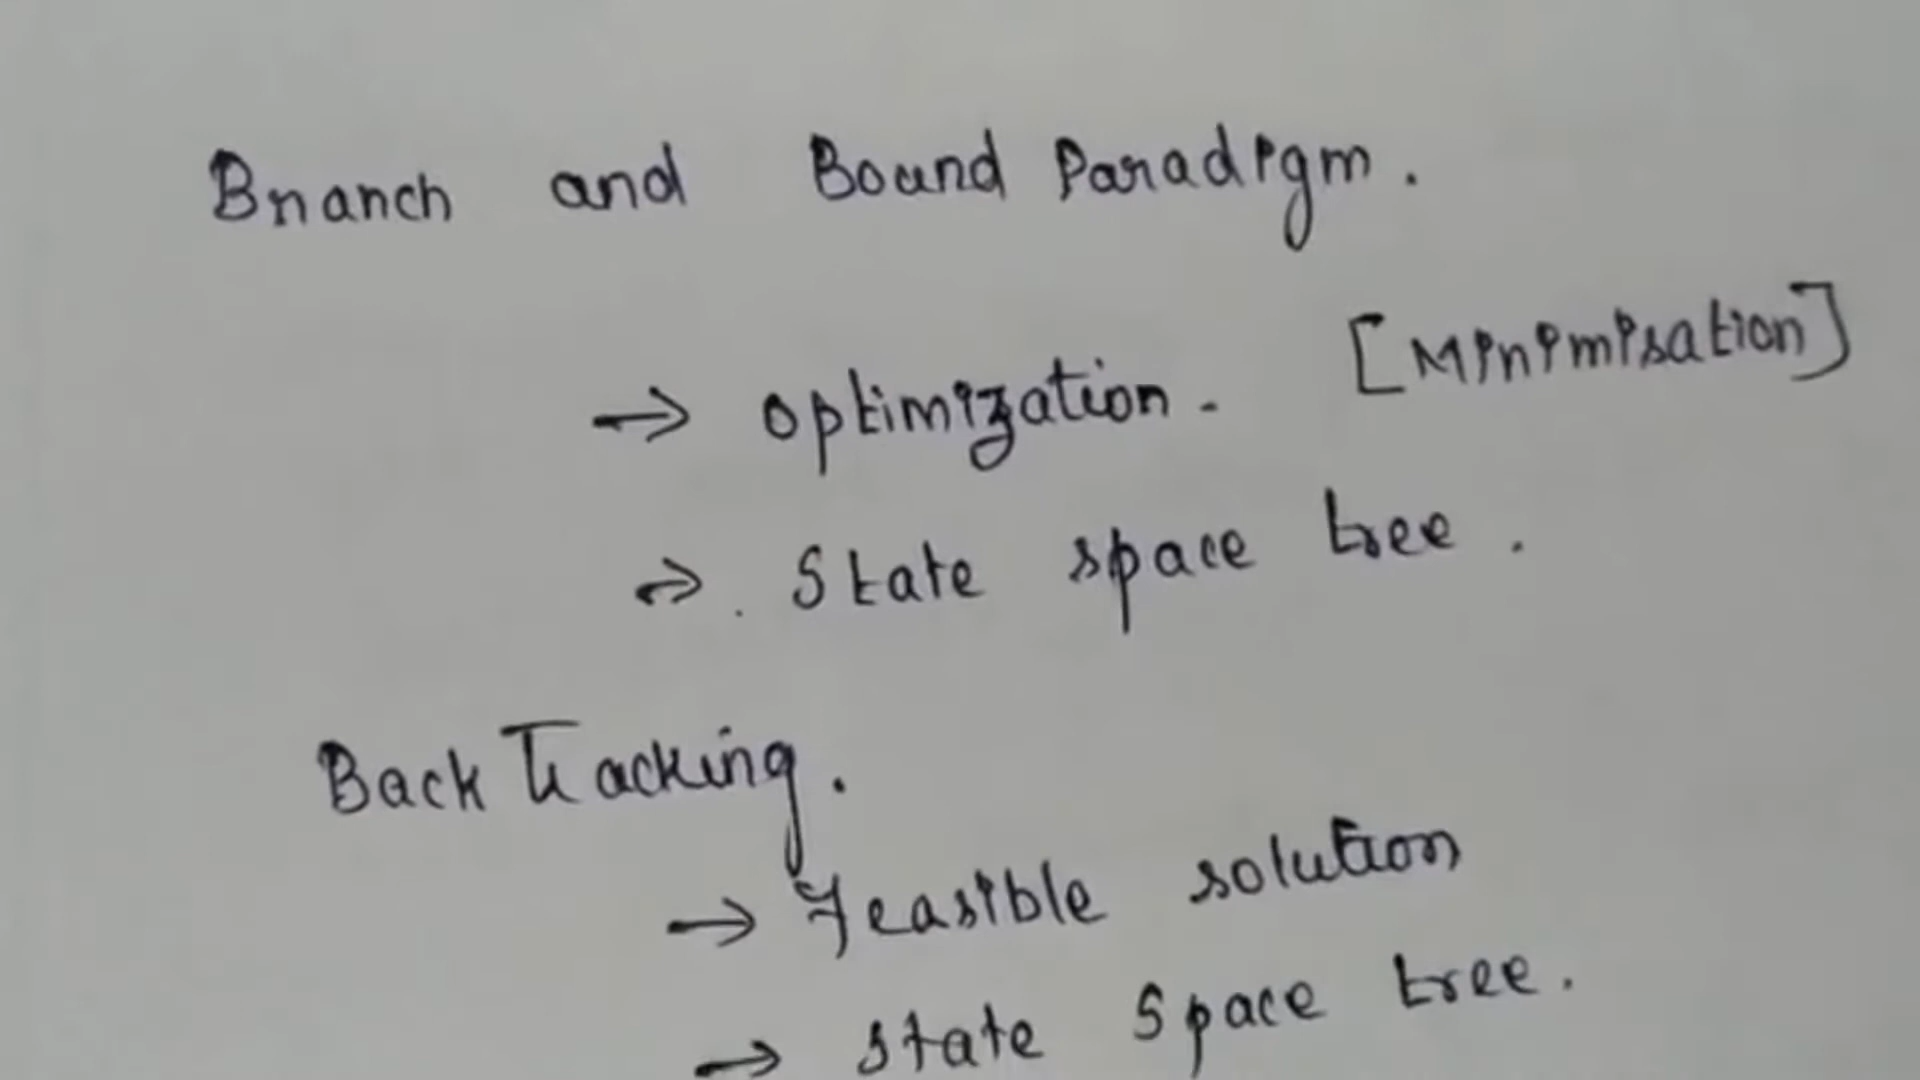 Branch and Bound Paradigm.
→ optimization. [Minimisation]
→ . State space tree.
Back Tracking.
→ Feasible solution
→ state space tree.